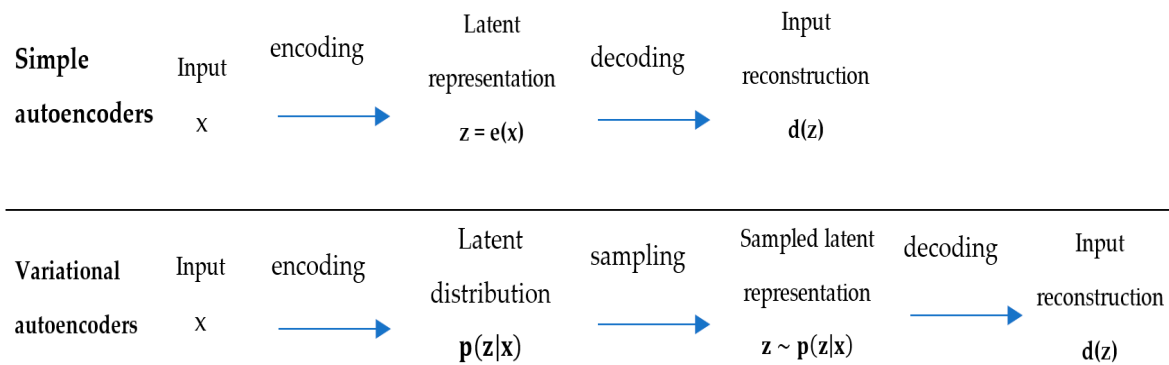 Simple
autoencoders
Input
x
encoding
Latent
representation
z = e(x)
decoding
Input
reconstruction
d(z)
Variational
autoencoders
Input
x
encoding
Latent
distribution
p(z|x)
sampling
Sampled latent
representation
z ~ p(z|x)
decoding
Input
reconstruction
d(z)